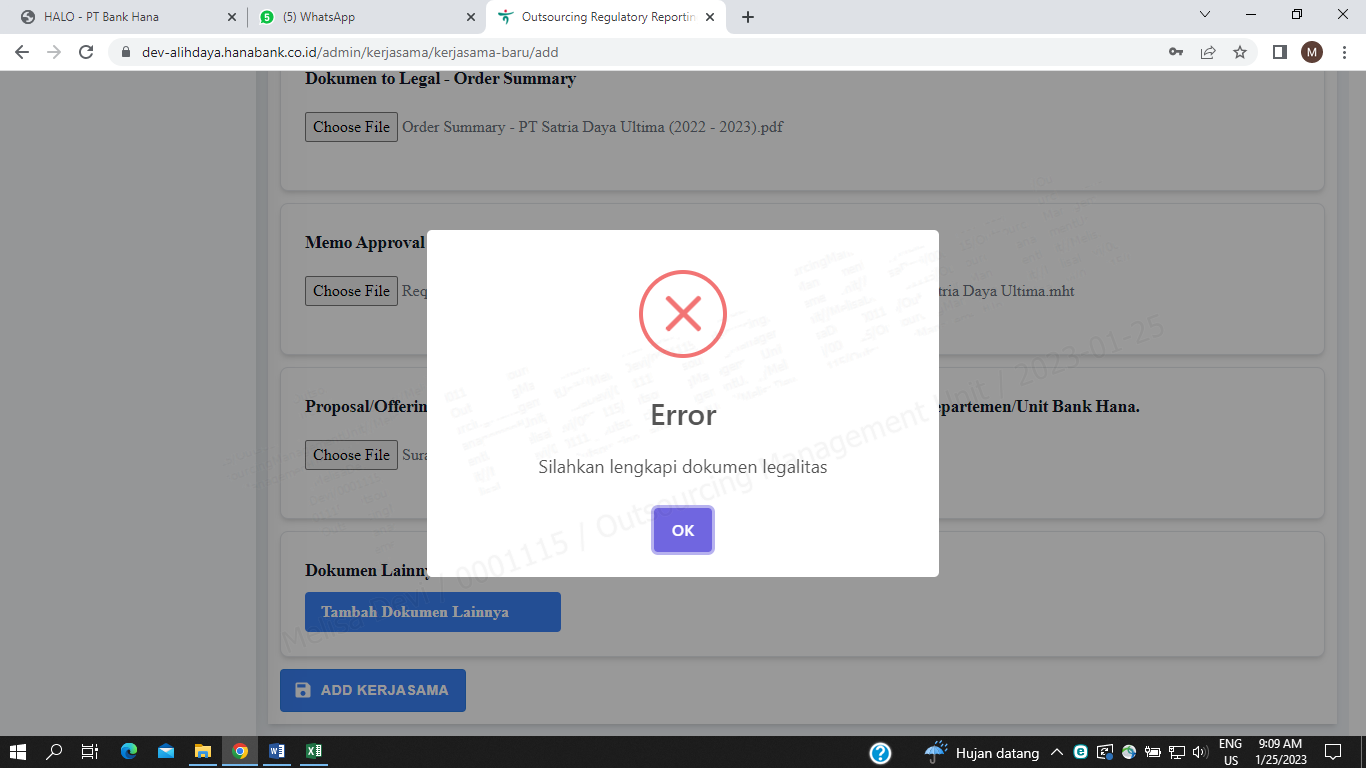 HALO - PT Bank Hana
(5) WhatsApp
Outsourcing Regulatory Reportin
dev-alihdaya.hanabank.co.id/admin/kerjasama/kerjasama-baru/add
M
Dokumen to Legal - Order Summary
Choose File Order Summary - PT Satria Daya Ultima (2022 - 2023).pdf
Memo Approval
Choose File Req tria Daya Ultima.mht
Error
Proposal/Offerin epartemen/Unit Bank Hana.
Choose File Sura
Silahkan lengkapi dokumen legalitas
OK
/ 0001115 / Outsourcing Management Unit / 2023-01-25
Dokumen Lainny
Tambah Dokumen Lainnya
ADD KERJASAMA
Hujan datang
ENG
US
9:09 AM
1/25/2023